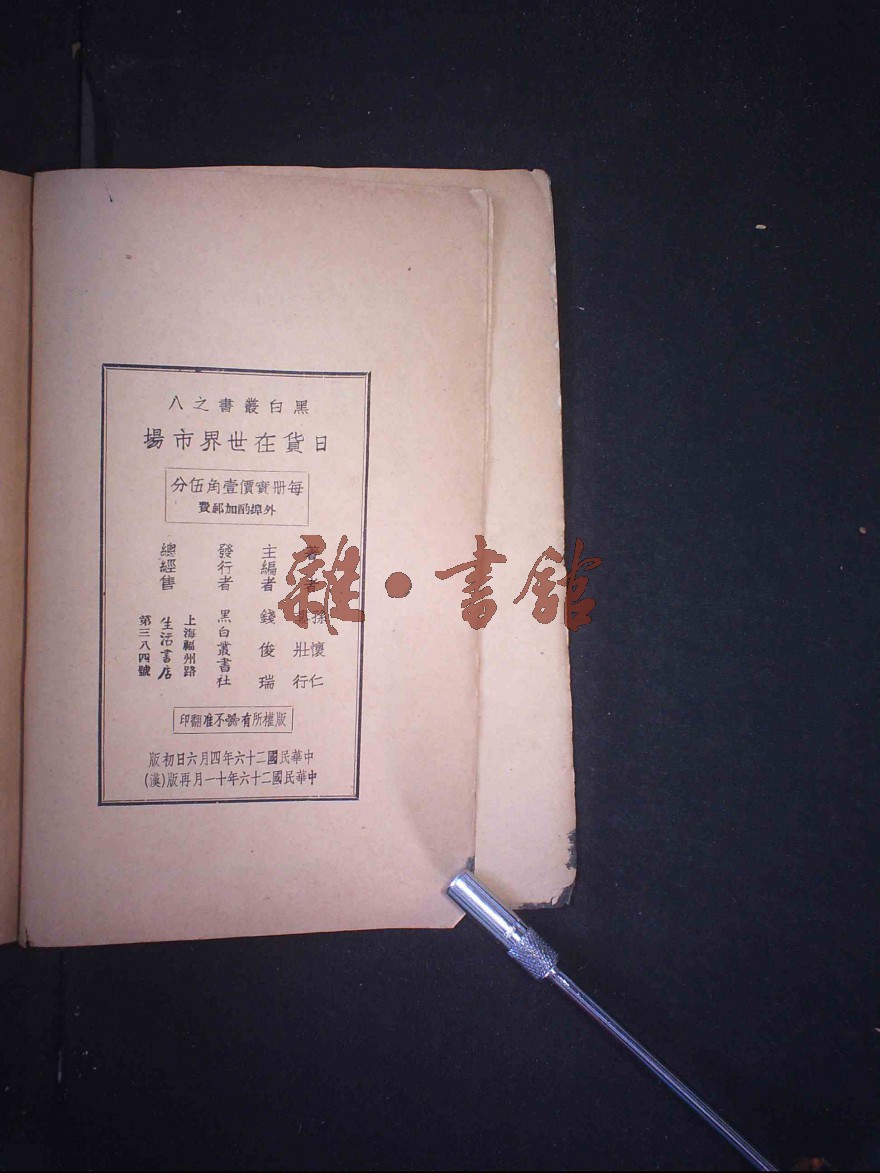 黑白叢書之八
日貨在世界市場
每冊實價壹角伍分
外埠酌加郵費
著者
孫懷仁
壯行
主編者
錢俊瑞
發行者
黑白叢書社
總經售
上海福州路
生活書店
第三八四號
版權所有·不准翻印
中華民國二十六年四月六日初版
中華民國二十六年十一月再版(漢)
雜·書館